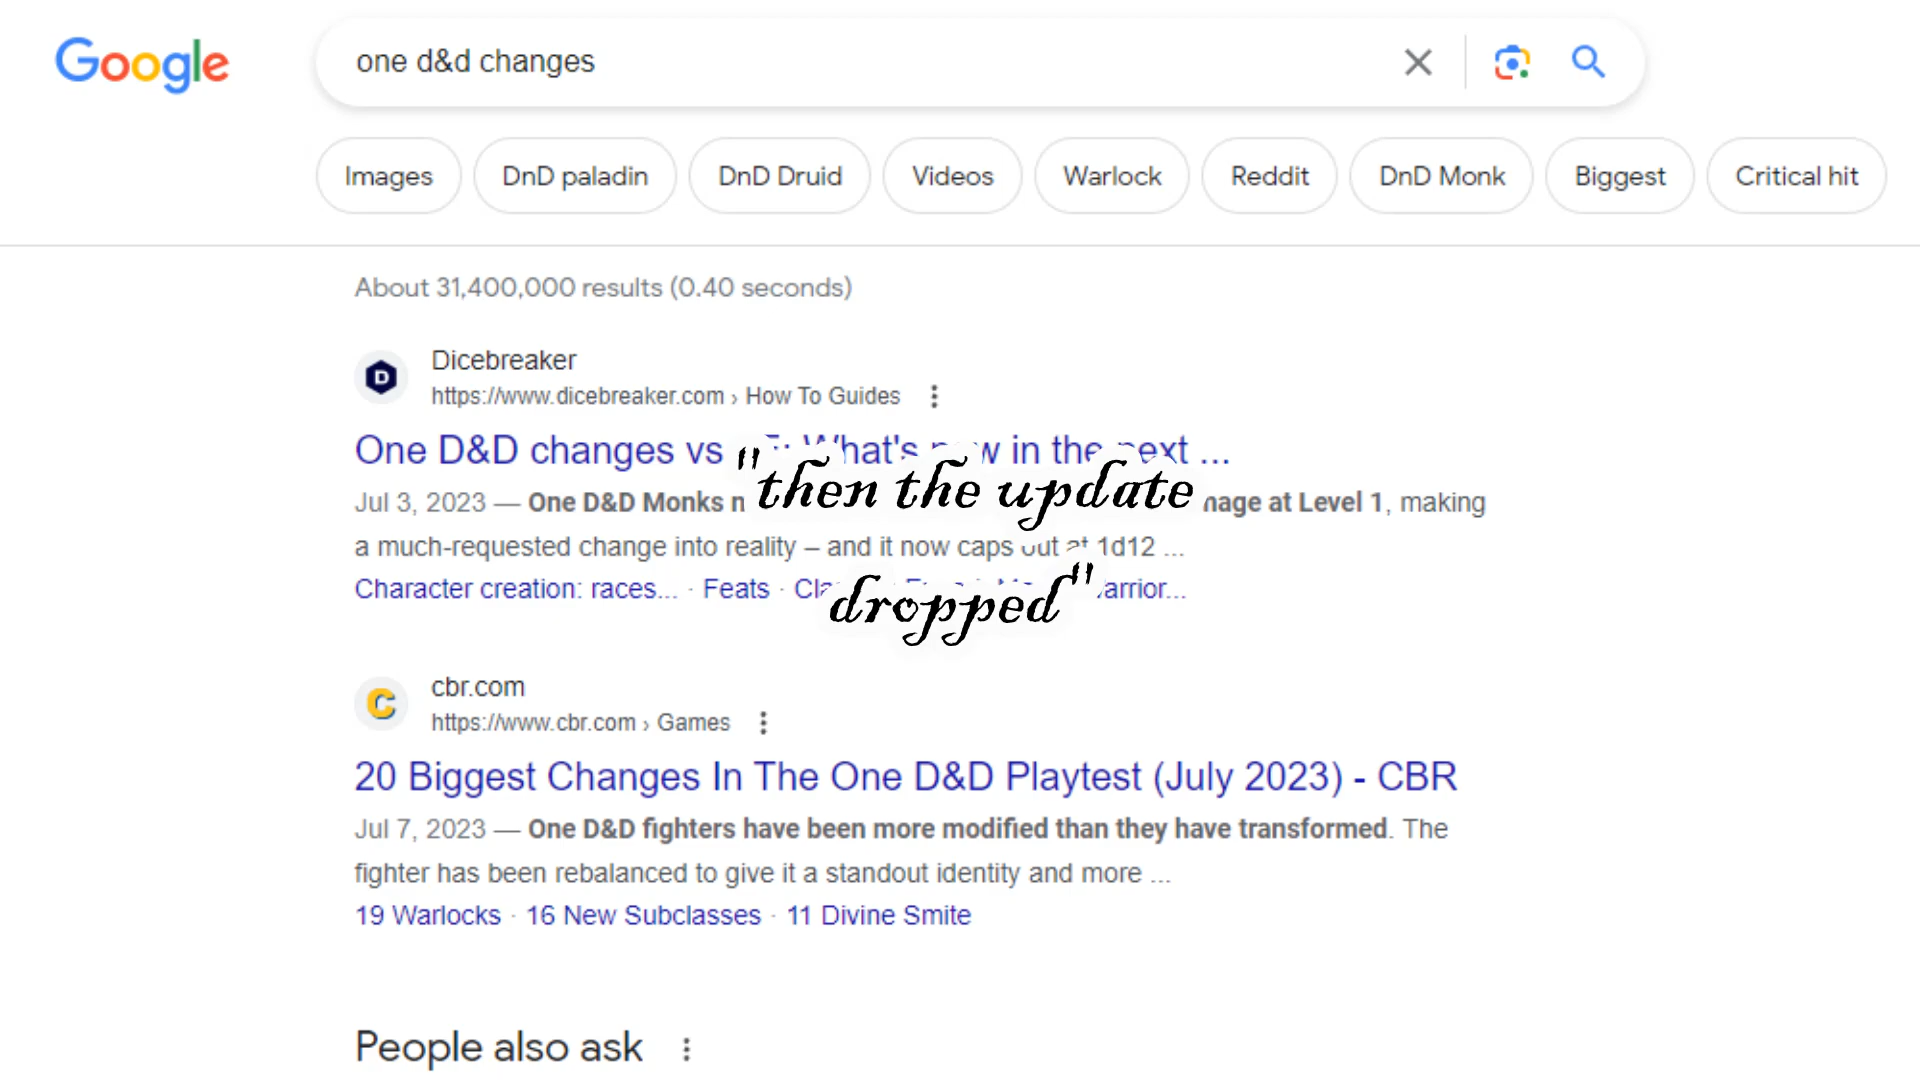 Google
one d&d changes
Images DnD paladin DnD Druid Videos Warlock Reddit DnD Monk Biggest Critical hit
About 31,400,000 results (0.40 seconds)
Dicebreaker
https://www.dicebreaker.com › How To Guides
One D&D changes vs What's in the next ...
"then the update
Jul 3, 2023 — One D&D Monks at Level 1, making
a much-requested change into reality – and it now caps out at 1d12 ...
Character creation: races... · Feats ·
dropped"
cbr.com
https://www.cbr.com › Games
20 Biggest Changes In The One D&D Playtest (July 2023) - CBR
Jul 7, 2023 — One D&D fighters have been more modified than they have transformed. The
fighter has been rebalanced to give it a standout identity and more ...
19 Warlocks · 16 New Subclasses · 11 Divine Smite
People also ask